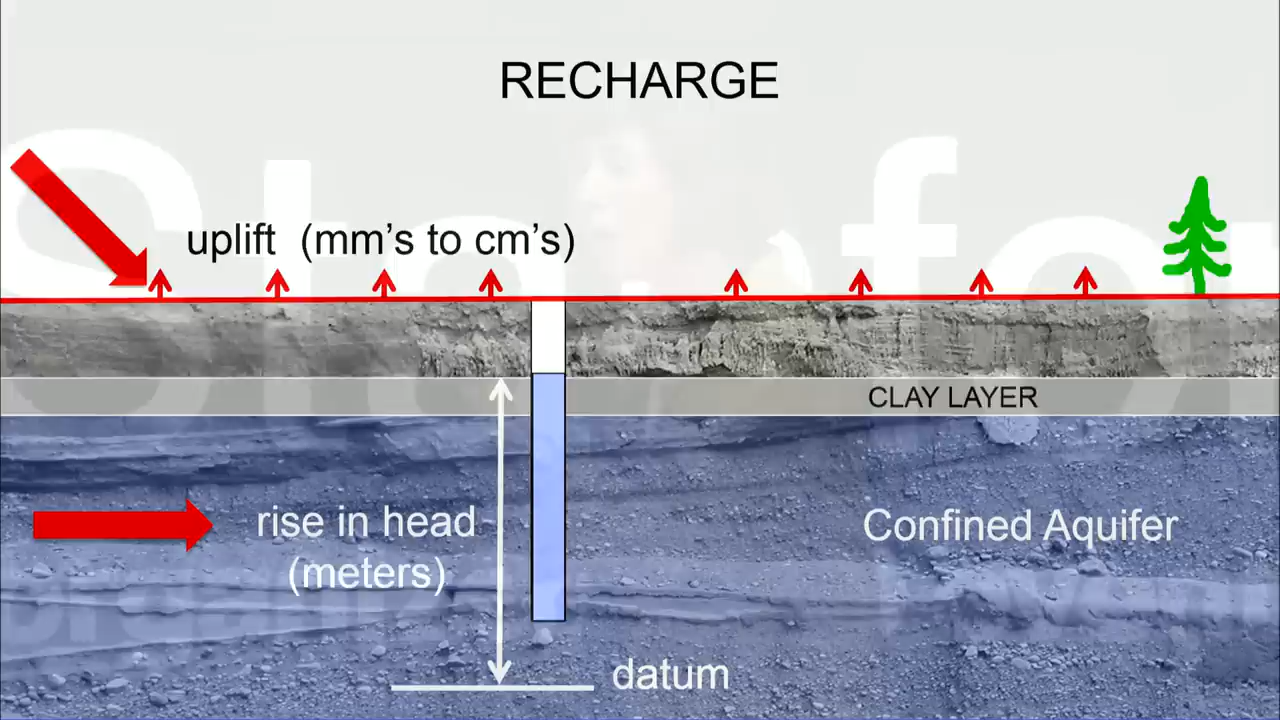 RECHARGE
uplift (mm's to cm's)
CLAY LAYER
rise in head
(meters)
Confined Aquifer
datum